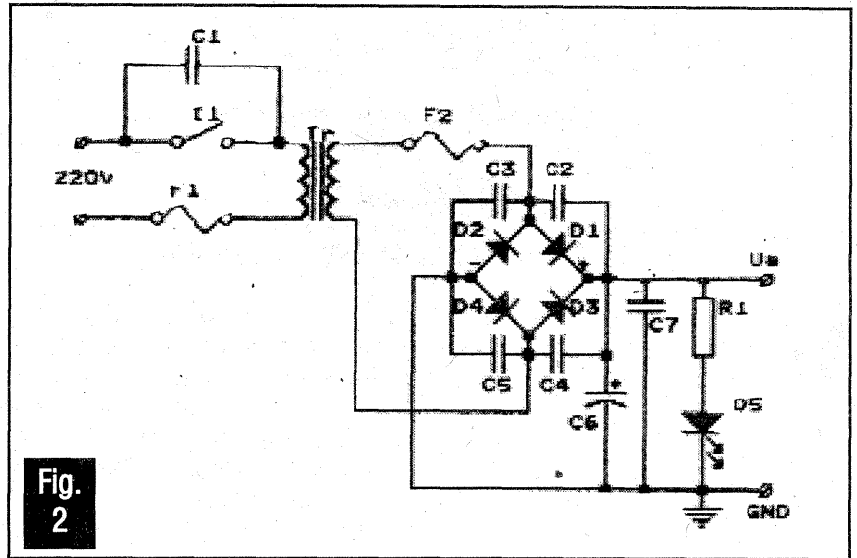 C1
I1
Tr
F2
220V
F1
C3
C2
D2
D1
-
+
Ua
D4
D3
C7
R1
C5
C4
+
C6
D5
GND
Fig.
2